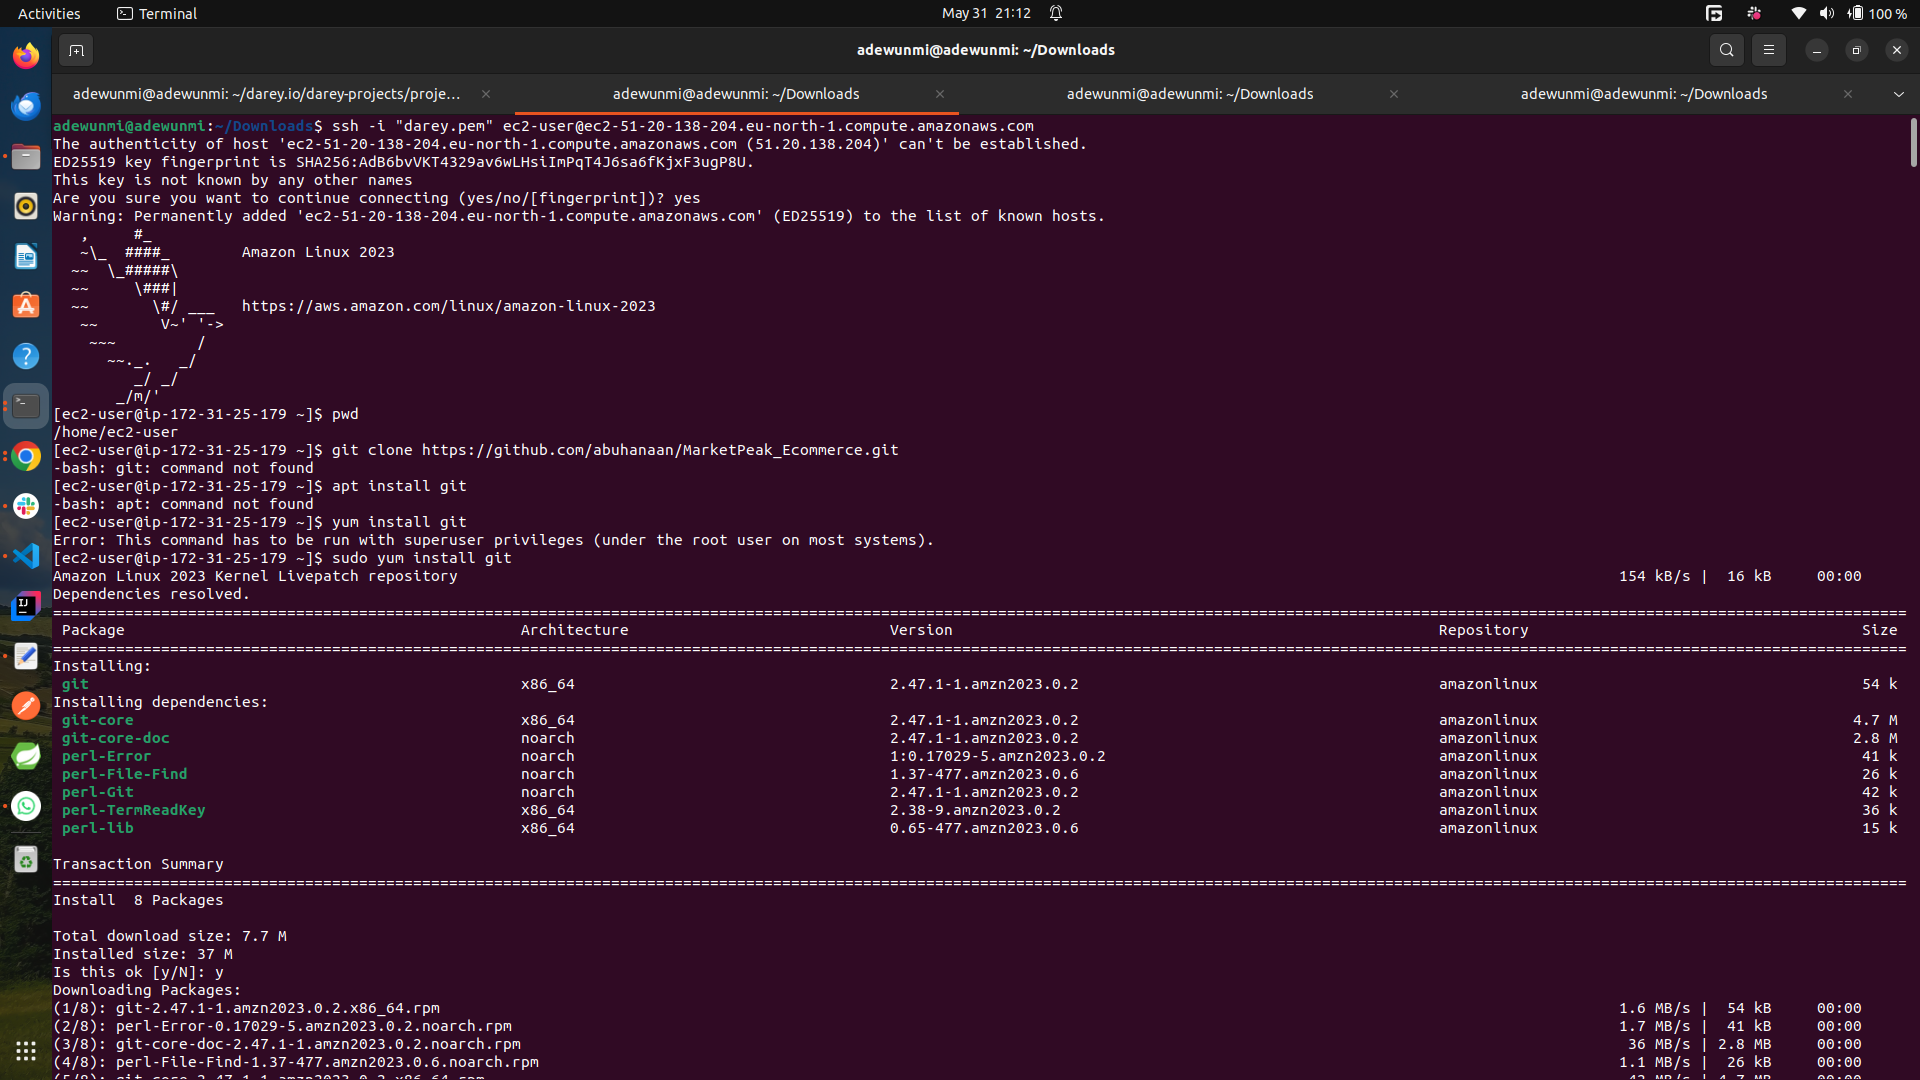 Activities
Terminal
May 31 21:12
100 %
adewunmi@adewunmi: ~/Downloads
adewunmi@adewunmi: ~/darey.io/darey-projects/proje...
adewunmi@adewunmi: ~/Downloads
adewunmi@adewunmi: ~/Downloads
adewunmi@adewunmi: ~/Downloads
adewunmi@adewunmi:~/Downloads$ ssh -i "darey.pem" ec2-user@ec2-51-20-138-204.eu-north-1.compute.amazonaws.com
The authenticity of host 'ec2-51-20-138-204.eu-north-1.compute.amazonaws.com (51.20.138.204)' can't be established.
ED25519 key fingerprint is SHA256:AdB6bvVKT4329av6wLHsiImPqT4J6sa6fKjxF3ugP8U.
This key is not known by any other names
Are you sure you want to continue connecting (yes/no/[fingerprint])? yes
Warning: Permanently added 'ec2-51-20-138-204.eu-north-1.compute.amazonaws.com' (ED25519) to the list of known hosts.
   ,     #_
   ~\_  ####_        Amazon Linux 2023
  ~~  \_#####\
  ~~     \###|
  ~~       \#/ ___   https://aws.amazon.com/linux/amazon-linux-2023
   ~~       V~' '->
    ~~~         /
      ~~._.   _/
         _/ _/
       _/m/'
[ec2-user@ip-172-31-25-179 ~]$ pwd
/home/ec2-user
[ec2-user@ip-172-31-25-179 ~]$ git clone https://github.com/abuhanaan/MarketPeak_Ecommerce.git
-bash: git: command not found
[ec2-user@ip-172-31-25-179 ~]$ apt install git
-bash: apt: command not found
[ec2-user@ip-172-31-25-179 ~]$ yum install git
Error: This command has to be run with superuser privileges (under the root user on most systems).
[ec2-user@ip-172-31-25-179 ~]$ sudo yum install git
Amazon Linux 2023 Kernel Livepatch repository 154 kB/s | 16 kB 00:00
Dependencies resolved.
Package Architecture Version Repository Size
Installing:
git x86_64 2.47.1-1.amzn2023.0.2 amazonlinux 54 k
Installing dependencies:
git-core x86_64 2.47.1-1.amzn2023.0.2 amazonlinux 4.7 M
git-core-doc noarch 2.47.1-1.amzn2023.0.2 amazonlinux 2.8 M
perl-Error noarch 1:0.17029-5.amzn2023.0.2 amazonlinux 41 k
perl-File-Find noarch 1.37-477.amzn2023.0.6 amazonlinux 26 k
perl-Git noarch 2.47.1-1.amzn2023.0.2 amazonlinux 42 k
perl-TermReadKey x86_64 2.38-9.amzn2023.0.2 amazonlinux 36 k
perl-lib x86_64 0.65-477.amzn2023.0.6 amazonlinux 15 k
Transaction Summary
Install 8 Packages
Total download size: 7.7 M
Installed size: 37 M
Is this ok [y/N]: y
Downloading Packages:
(1/8): git-2.47.1-1.amzn2023.0.2.x86_64.rpm 1.6 MB/s | 54 kB 00:00
(2/8): perl-Error-0.17029-5.amzn2023.0.2.noarch.rpm 1.7 MB/s | 41 kB 00:00
(3/8): git-core-doc-2.47.1-1.amzn2023.0.2.noarch.rpm 36 MB/s | 2.8 MB 00:00
(4/8): perl-File-Find-1.37-477.amzn2023.0.6.noarch.rpm 1.1 MB/s | 26 kB 00:00
(5/8): git-core-2.47.1-1.amzn2023.0.2.x86_64.rpm 42 MB/s | 4.7 MB 00:00